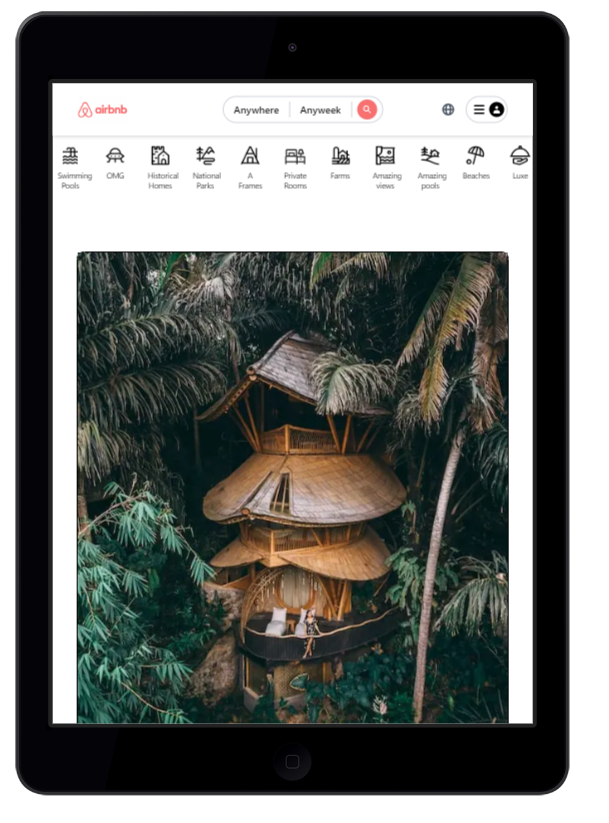 airbnb
Anywhere
Anyweek
Swimming
Pools
OMG
Historical
Homes
National
Parks
A
Frames
Private
Rooms
Farms
Amazing
views
Amazing
pools
Beaches
Luxe